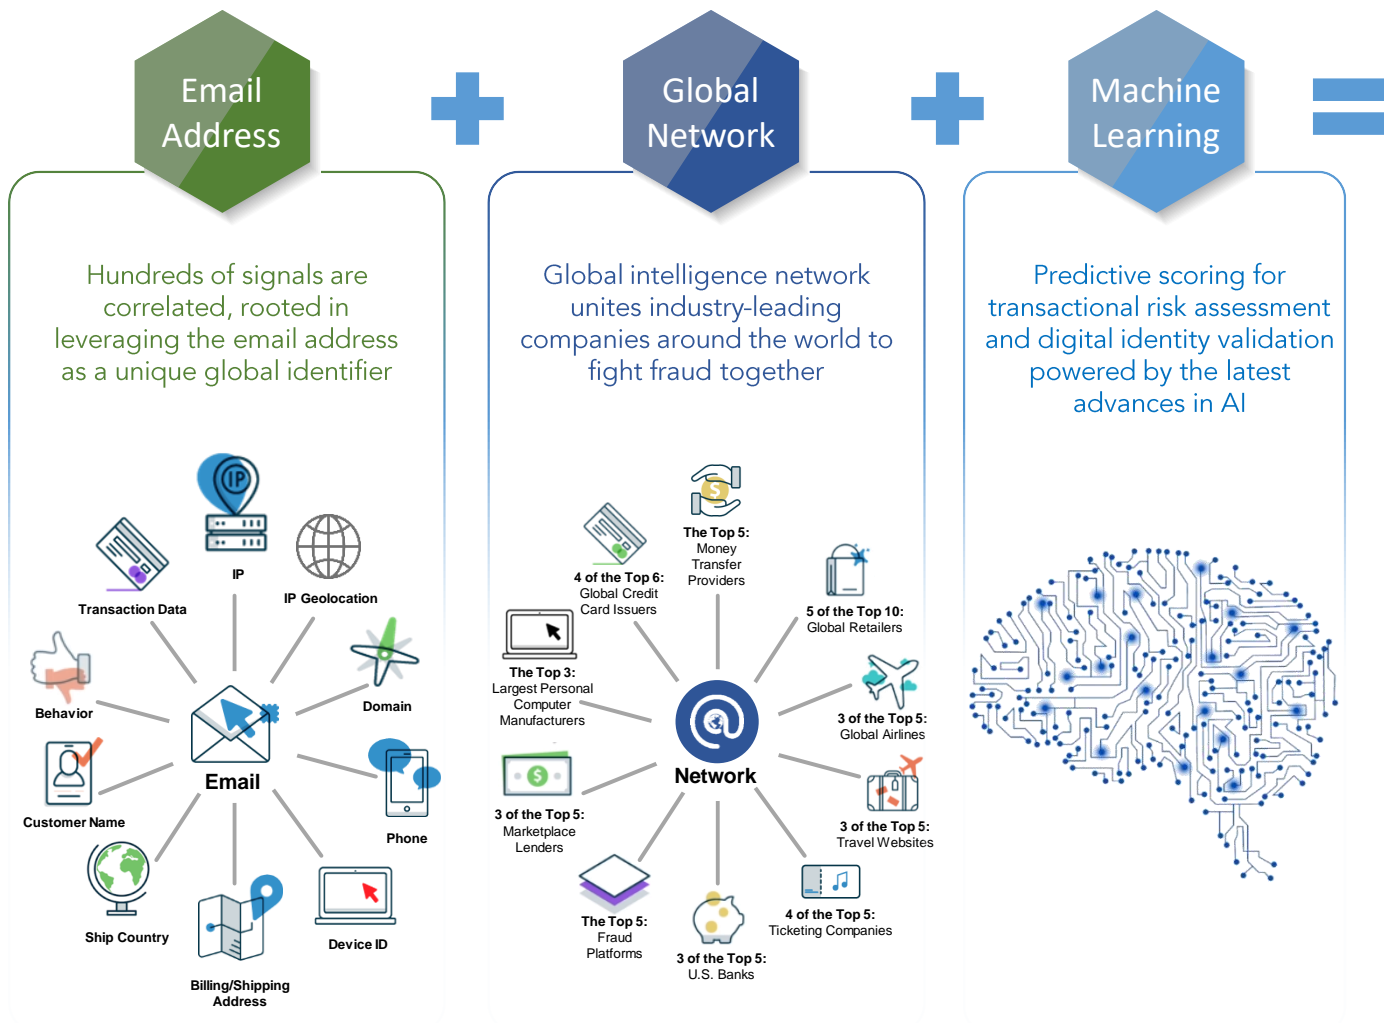 Email
Address
Global
Network
Machine
Learning
Hundreds of signals are
correlated, rooted in
leveraging the email address
as a unique global identifier
IP
IP
IP Geolocation
Transaction Data
Behavior
Domain
Email
Customer Name
Phone
Ship Country
Device ID
Billing/Shipping
Address
Global intelligence network
unites industry-leading
companies around the world to
fight fraud together
$
The Top 5:
Money
Transfer
Providers
4 of the Top 6:
Global Credit
Card Issuers
5 of the Top 10:
Global Retailers
The Top 3:
Largest Personal
Computer
Manufacturers
3 of the Top 5:
Global Airlines
@
Network
$
3 of the Top 5:
Marketplace
Lenders
3 of the Top 5:
Travel Websites
The Top 5:
Fraud
Platforms
4 of the Top 5:
Ticketing Companies
3 of the Top 5:
U.S. Banks
Predictive scoring for
transactional risk assessment
and digital identity validation
powered by the latest
advances in AI